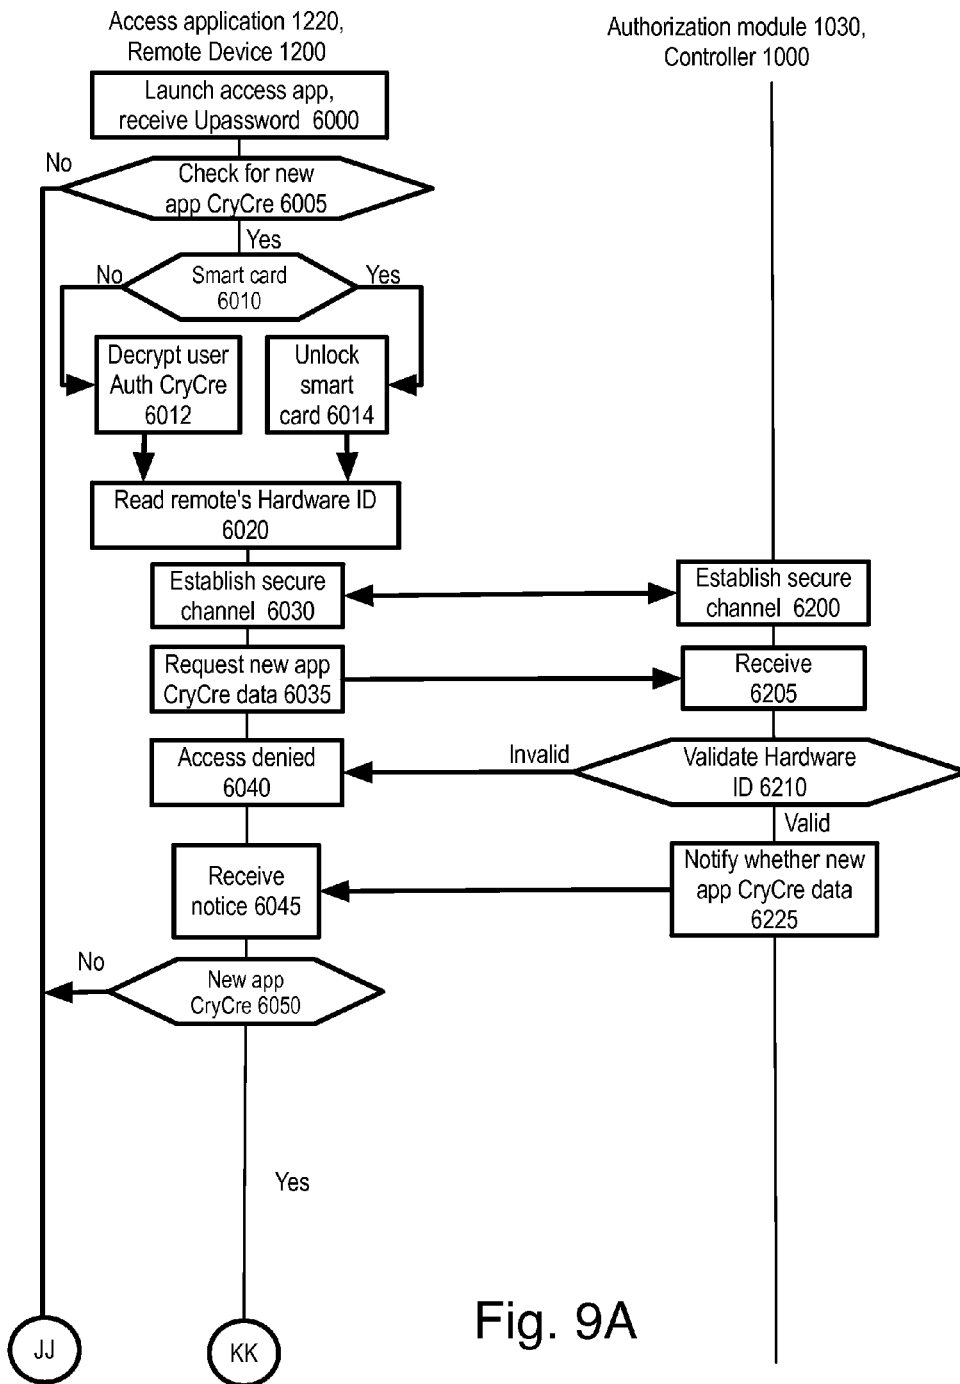 Access application 1220,
Remote Device 1200
Authorization module 1030,
Controller 1000
Launch access app,
receive Upassword 6000
No
Check for new
app CryCre 6005
Yes
No
Smart card
6010
Yes
Decrypt user
Auth CryCre
6012
Unlock
smart
card 6014
Read remote's Hardware ID
6020
Establish secure
channel 6030
Establish secure
channel 6200
Request new app
CryCre data 6035
Receive
6205
Access denied
6040
Invalid
Validate Hardware
ID 6210
Valid
Receive
notice 6045
Notify whether new
app CryCre data
6225
No
New app
CryCre 6050
Yes
JJ
KK
Fig. 9A